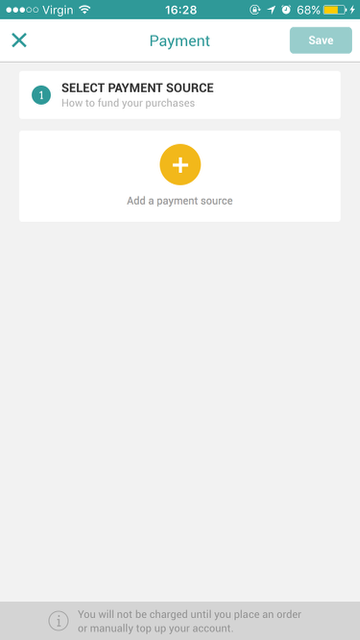 Virgin 16:28 68%
Payment Save
1 SELECT PAYMENT SOURCE
How to fund your purchases
Add a payment source
You will not be charged until you place an order
or manually top up your account.